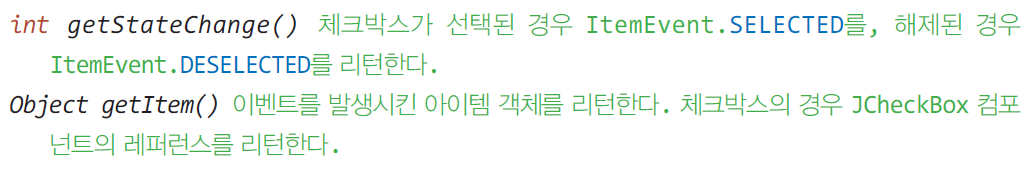 int getStateChange() 체크박스가 선택된 경우 ItemEvent.SELECTED를, 해제된 경우
ItemEvent.DESELECTED를 리턴한다.
Object getItem() 이벤트를 발생시킨 아이템 객체를 리턴한다. 체크박스의 경우 JCheckBox 컴포
넌트의 레퍼런스를 리턴한다.